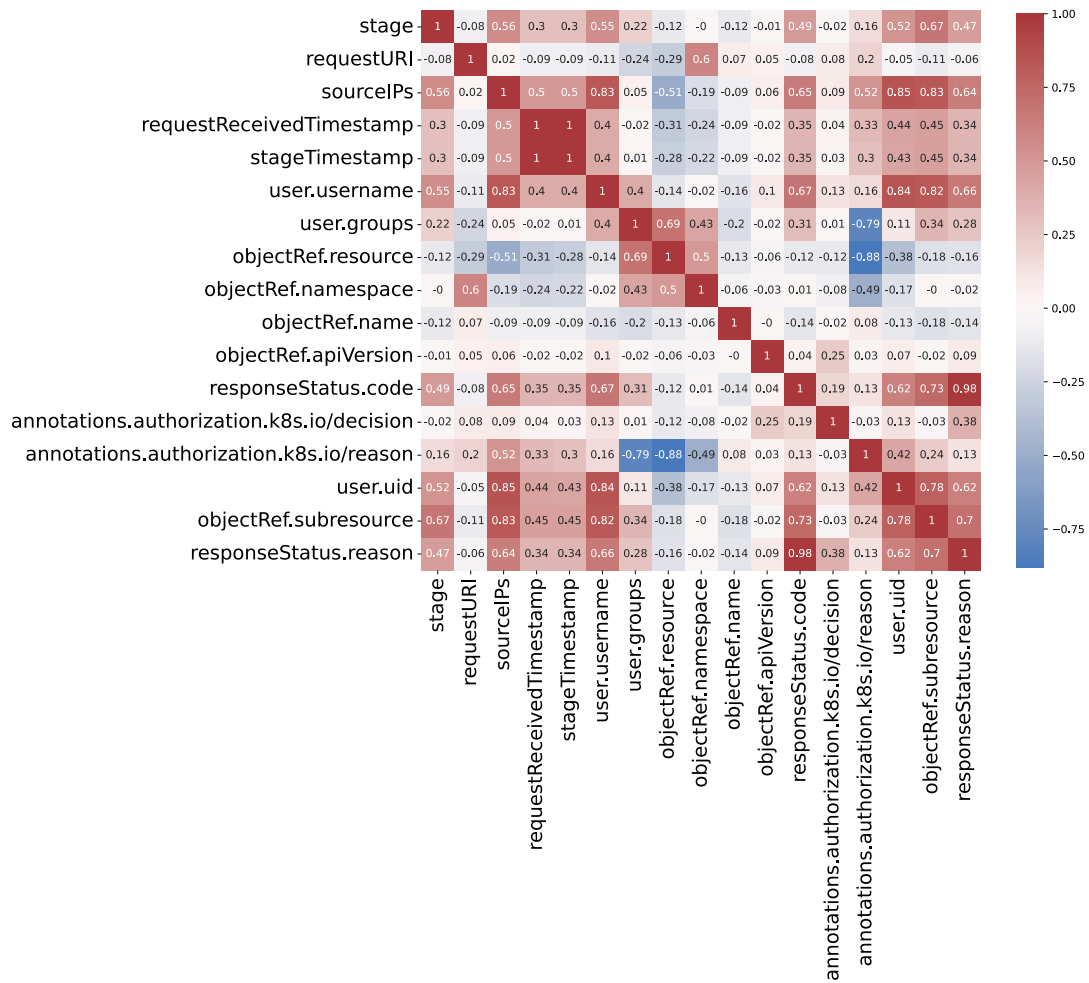 stage 1 -0.08 0.56 0.3 0.3 0.55 0.22 -0.12 -0 -0.12 -0.01 0.49 -0.02 0.16 0.52 0.67 0.47
requestURI -0.08 1 0.02 -0.09 -0.09 -0.11 -0.24 -0.29 0.6 0.07 0.05 -0.08 0.08 0.2 -0.05 -0.11 -0.06
sourceIPs 0.56 0.02 1 0.5 0.5 0.83 0.05 -0.51 -0.19 -0.09 0.06 0.65 0.09 0.52 0.85 0.83 0.64
requestReceivedTimestamp 0.3 -0.09 0.5 1 1 0.4 -0.02 -0.31 -0.24 -0.09 -0.02 0.35 0.04 0.33 0.44 0.45 0.34
stageTimestamp 0.3 -0.09 0.5 1 1 0.4 0.01 -0.28 -0.22 -0.09 -0.02 0.35 0.03 0.3 0.43 0.45 0.34
user.username 0.55 -0.11 0.83 0.4 0.4 1 0.4 -0.14 -0.02 -0.16 0.1 0.67 0.13 0.16 0.84 0.82 0.66
user.groups 0.22 -0.24 0.05 -0.02 0.01 0.4 1 0.69 0.43 -0.2 -0.02 0.31 0.01 -0.79 0.11 0.34 0.28
objectRef.resource -0.12 -0.29 -0.51 -0.31 -0.28 -0.14 0.69 1 0.5 -0.13 -0.06 -0.12 -0.12 -0.88 -0.38 -0.18 -0.16
objectRef.namespace -0 0.6 -0.19 -0.24 -0.22 -0.02 0.43 0.5 1 -0.06 -0.03 0.01 -0.08 -0.49 -0.17 -0 -0.02
objectRef.name -0.12 0.07 -0.09 -0.09 -0.09 -0.16 -0.2 -0.13 -0.06 1 -0 -0.14 -0.02 0.08 -0.13 -0.18 -0.14
objectRef.apiVersion -0.01 0.05 0.06 -0.02 -0.02 0.1 -0.02 -0.06 -0.03 -0 1 0.04 0.25 0.03 0.07 -0.02 0.09
responseStatus.code 0.49 -0.08 0.65 0.35 0.35 0.67 0.31 -0.12 0.01 -0.14 0.04 1 0.19 0.13 0.62 0.73 0.98
annotations.authorization.k8s.io/decision -0.02 0.08 0.09 0.04 0.03 0.13 0.01 -0.12 -0.08 -0.02 0.25 0.19 1 -0.03 0.13 -0.03 0.38
annotations.authorization.k8s.io/reason 0.16 0.2 0.52 0.33 0.3 0.16 -0.79 -0.88 -0.49 0.08 0.03 0.13 -0.03 1 0.42 0.24 0.13
user.uid 0.52 -0.05 0.85 0.44 0.43 0.84 0.11 -0.38 -0.17 -0.13 0.07 0.62 0.13 0.42 1 0.78 0.62
objectRef.subresource 0.67 -0.11 0.83 0.45 0.45 0.82 0.34 -0.18 -0 -0.18 -0.02 0.73 -0.03 0.24 0.78 1 0.7
responseStatus.reason 0.47 -0.06 0.64 0.34 0.34 0.66 0.28 -0.16 -0.02 -0.14 0.09 0.98 0.38 0.13 0.62 0.7 1
stage
requestURI
sourceIPs
requestReceivedTimestamp
stageTimestamp
user.username
user.groups
objectRef.resource
objectRef.namespace
objectRef.name
objectRef.apiVersion
responseStatus.code
annotations.authorization.k8s.io/decision
annotations.authorization.k8s.io/reason
user.uid
objectRef.subresource
responseStatus.reason
1.00
0.75
0.50
0.25
0.00
−0.25
−0.50
−0.75